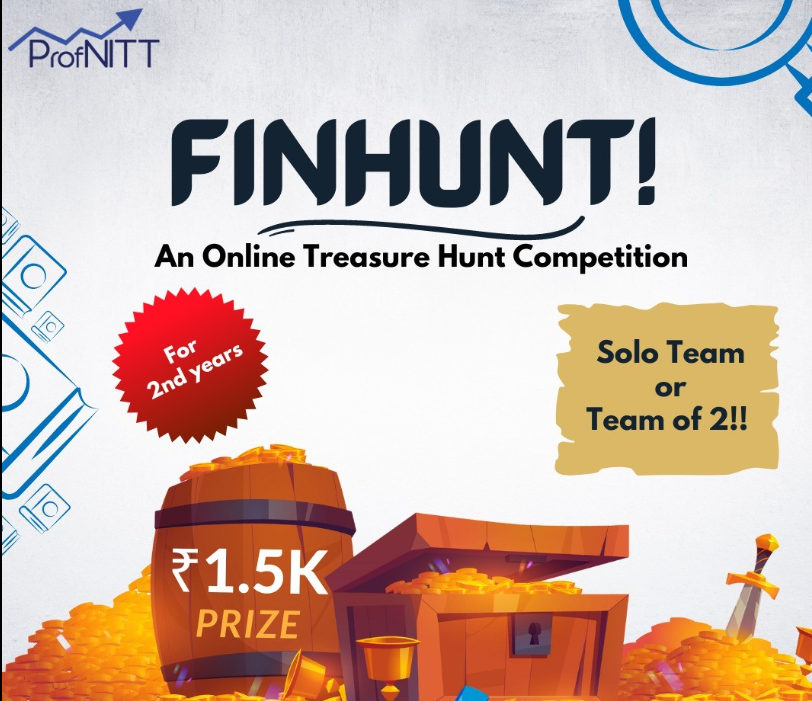 ProfNITT
FINHUNT!
An Online Treasure Hunt Competition
For
2nd years
Solo Team
or
Team of 2!!
₹1.5K
PRIZE